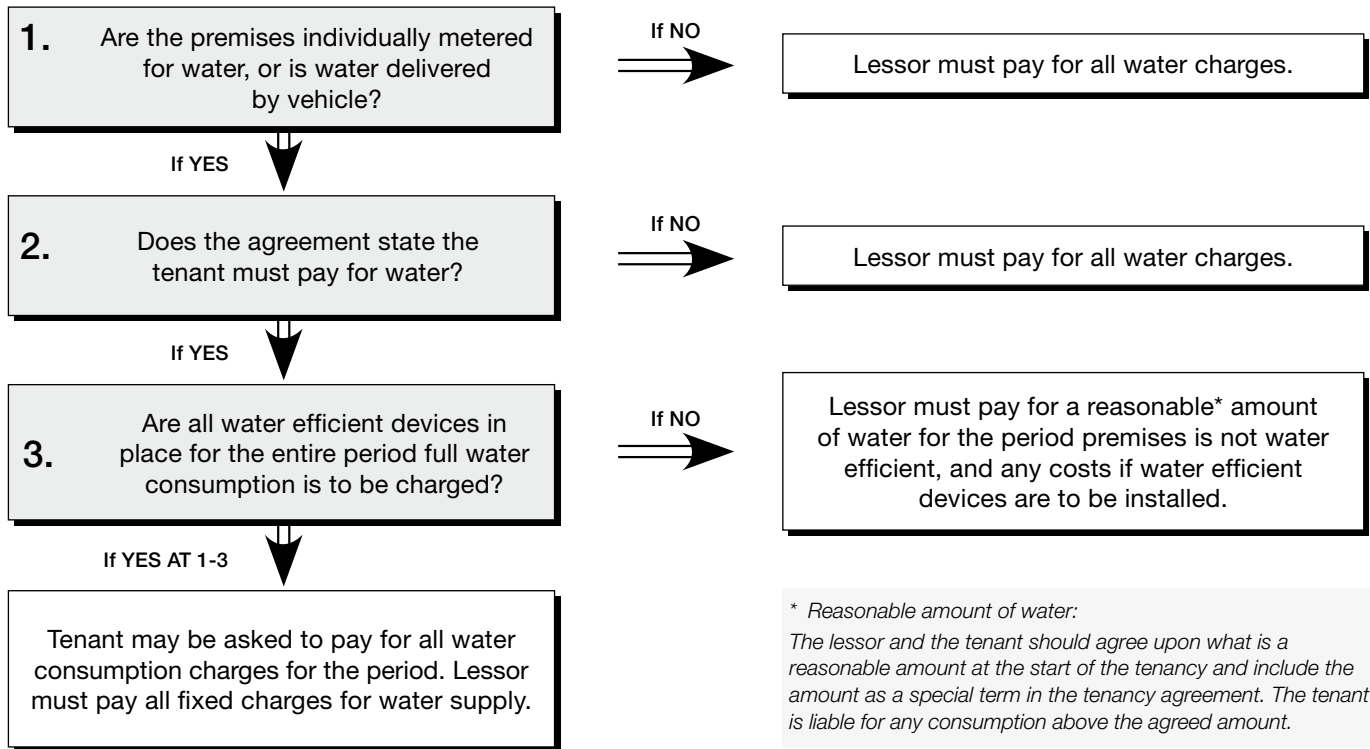 1.
Are the premises individually metered
for water, or is water delivered
by vehicle?
If NO
Lessor must pay for all water charges.
If YES
2.
Does the agreement state the
tenant must pay for water?
If NO
Lessor must pay for all water charges.
If YES
3.
Are all water efficient devices in
place for the entire period full water
consumption is to be charged?
If NO
Lessor must pay for a reasonable* amount
of water for the period premises is not water
efficient, and any costs if water efficient
devices are to be installed.
If YES AT 1-3
Tenant may be asked to pay for all water
consumption charges for the period. Lessor
must pay all fixed charges for water supply.
* Reasonable amount of water:
The lessor and the tenant should agree upon what is a
reasonable amount at the start of the tenancy and include the
amount as a special term in the tenancy agreement. The tenant
is liable for any consumption above the agreed amount.